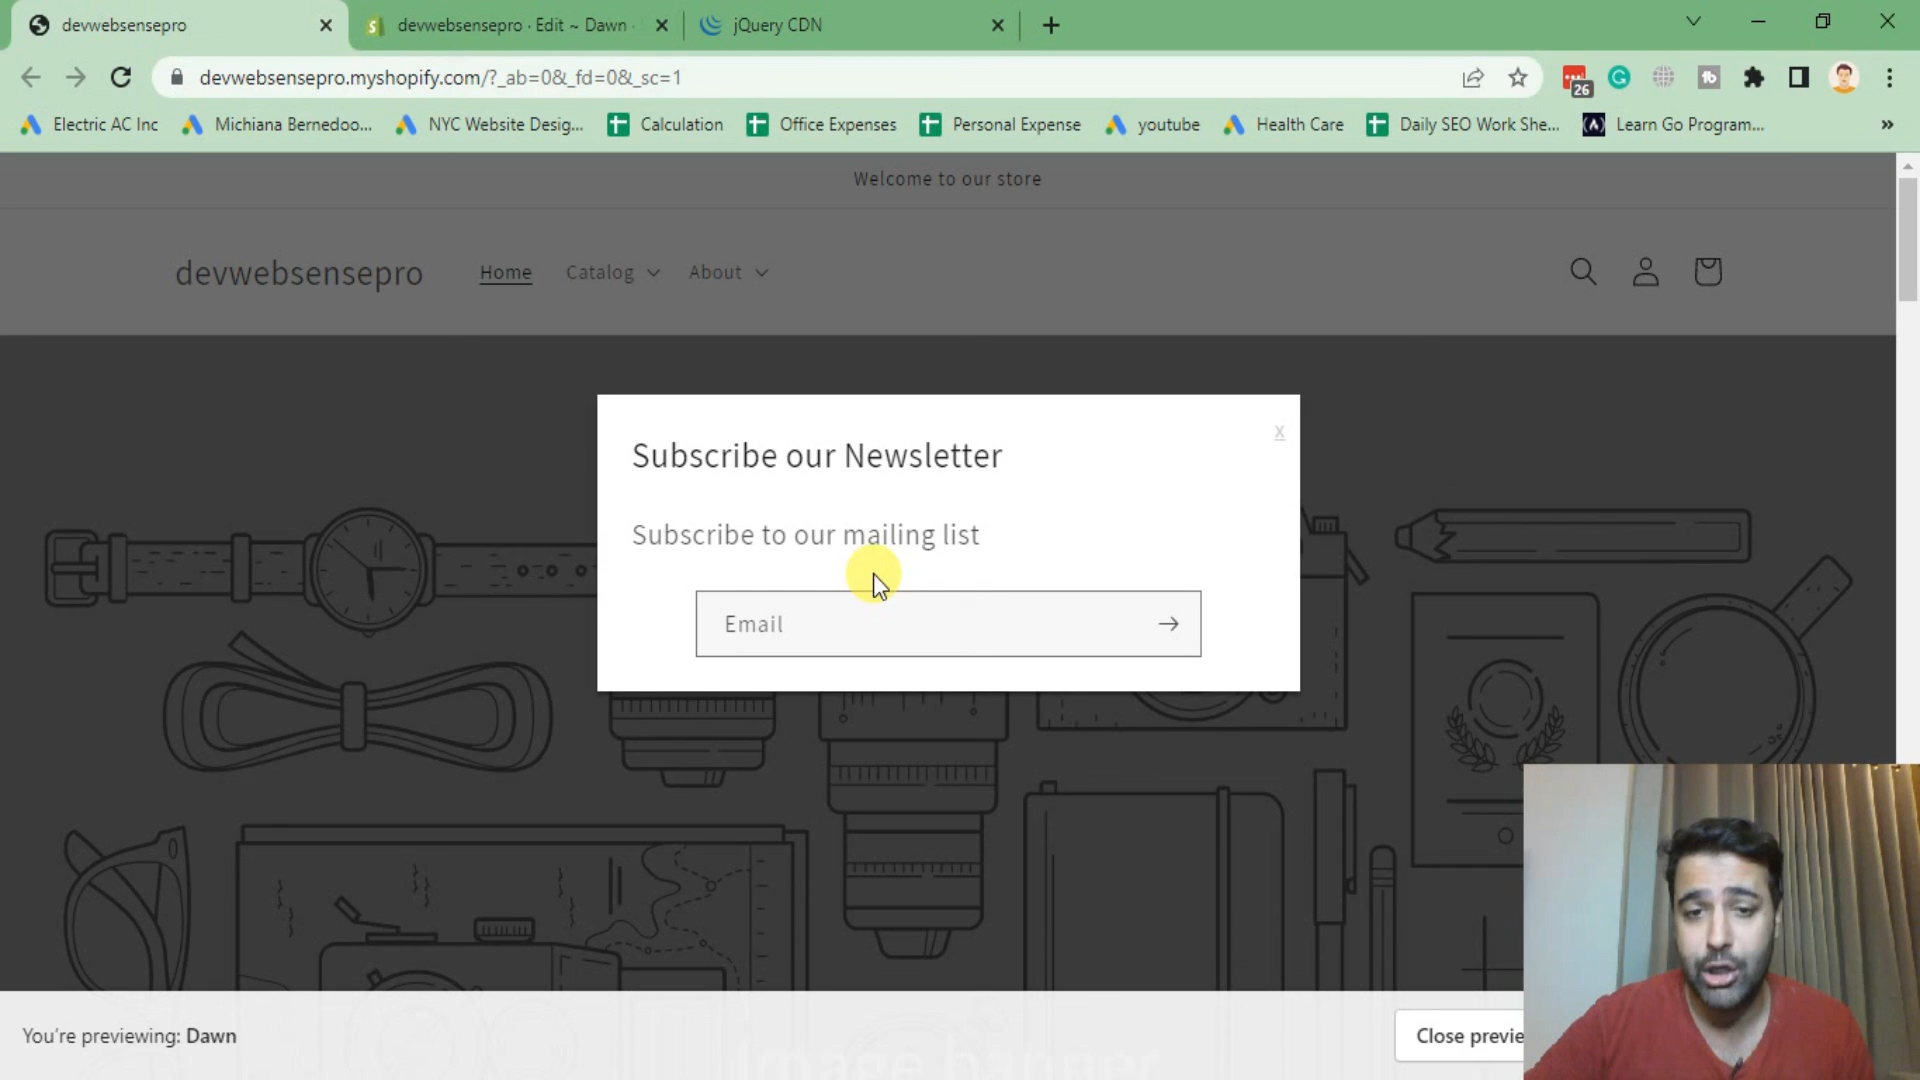 devwebsensepro
devwebsensepro · Edit ~ Dawn ·
jQuery CDN
devwebsensepro.myshopify.com/?_ab=0&_fd=0&_sc=1
26
Electric AC Inc
Michiana Bernedoo...
NYC Website Desig...
Calculation
Office Expenses
Personal Expense
youtube
Health Care
Daily SEO Work She...
Learn Go Program...
Welcome to our store
devwebsensepro
Home
Catalog
About
x
Subscribe our Newsletter
Subscribe to our mailing list
Email
You're previewing: Dawn
Close previe
Image banner